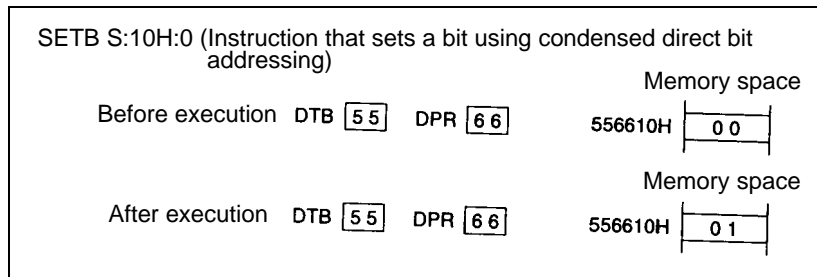 SETB S:10H:0 (Instruction that sets a bit using condensed direct bit
addressing)
Memory space
Before execution DTB 55 DPR 66 556610H 00
Memory space
After execution DTB 55 DPR 66 556610H 01